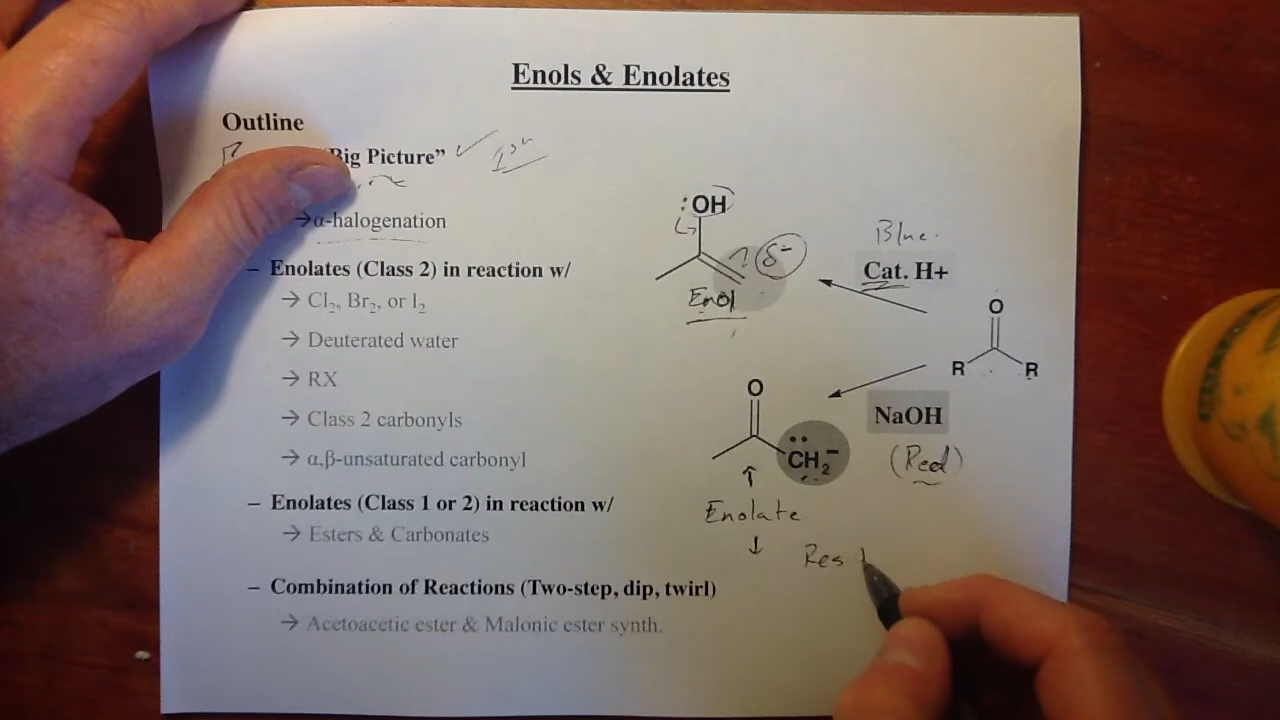 Enols & Enolates
Outline
Big Picture"
→α-halogenation
– Enolates (Class 2) in reaction w/
→ Cl2, Br2, or I2
→ Deuterated water
→ RX
→ Class 2 carbonyls
→ α,β-unsaturated carbonyl
– Enolates (Class 1 or 2) in reaction w/
→ Esters & Carbonates
– Combination of Reactions (Two-step, dip, twirl)
→ Acetoacetic ester & Malonic ester synth.
:OH
δ-
Enol
Blue.
Cat. H+
O
R
R
O
CH2-
NaOH
(Red)
Enolate
Res